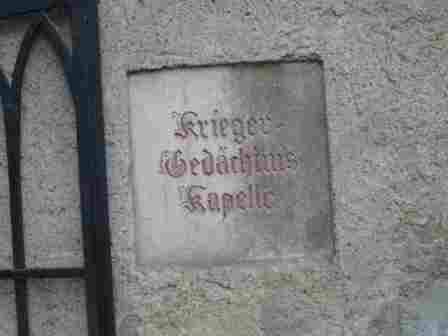 Krieger-
Gedächtnis
Kapelle